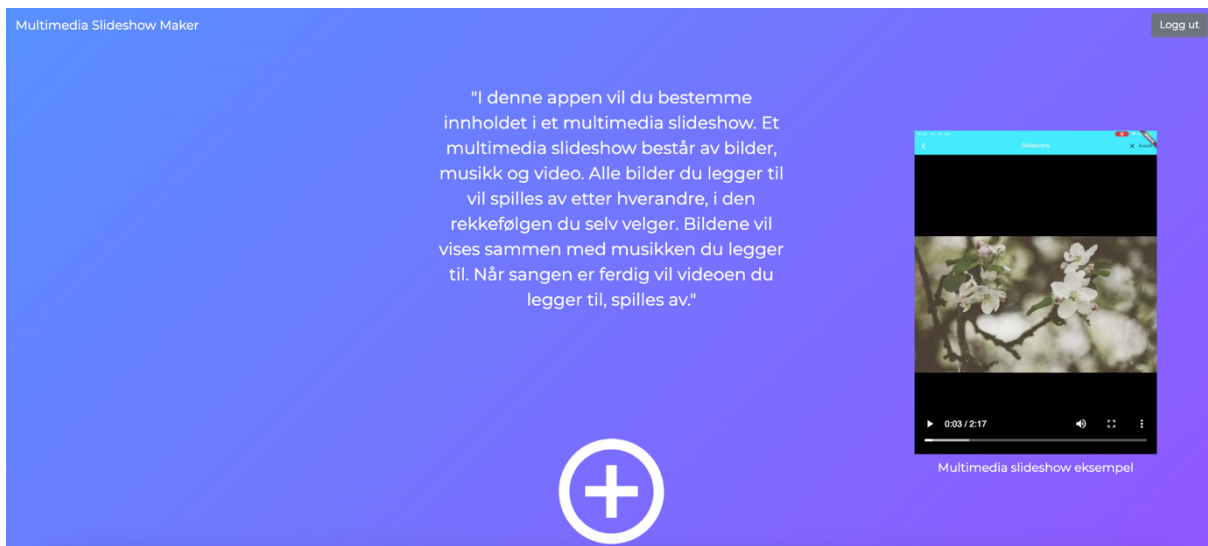 Multimedia Slideshow Maker
Logg ut
"I denne appen vil du bestemme
innholdet i et multimedia slideshow. Et
multimedia slideshow består av bilder,
musikk og video. Alle bilder du legger til
vil spilles av etter hverandre, i den
rekkefølgen du selv velger. Bildene vil
vises sammen med musikken du legger
til. Når sangen er ferdig vil videoen du
legger til, spilles av."
Slideshow
0:03 / 2:17
Multimedia slideshow eksempel